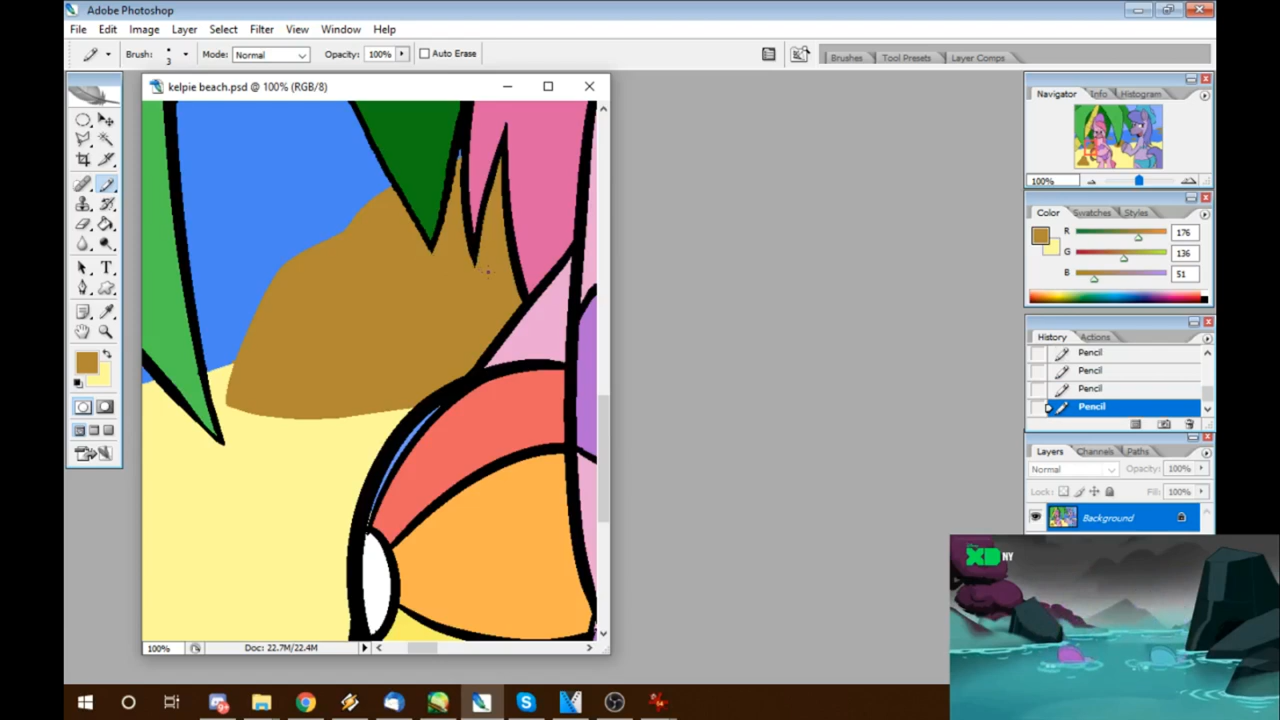 Adobe Photoshop
File Edit Image Layer Select Filter View Window Help
Brush: 3 Mode: Normal Opacity: 100% Auto Erase Brushes Tool Presets Layer Comps
kelpie beach.psd @ 100% (RGB/8)
Navigator Info Histogram
100%
Color Swatches Styles
R 176
G 136
B 51
History Actions
Pencil
Pencil
Pencil
Pencil
Layers Channels Paths
Normal Opacity: 100%
Lock: Fill: 100%
Background
XD NY
100% Doc: 22.7M/22.4M